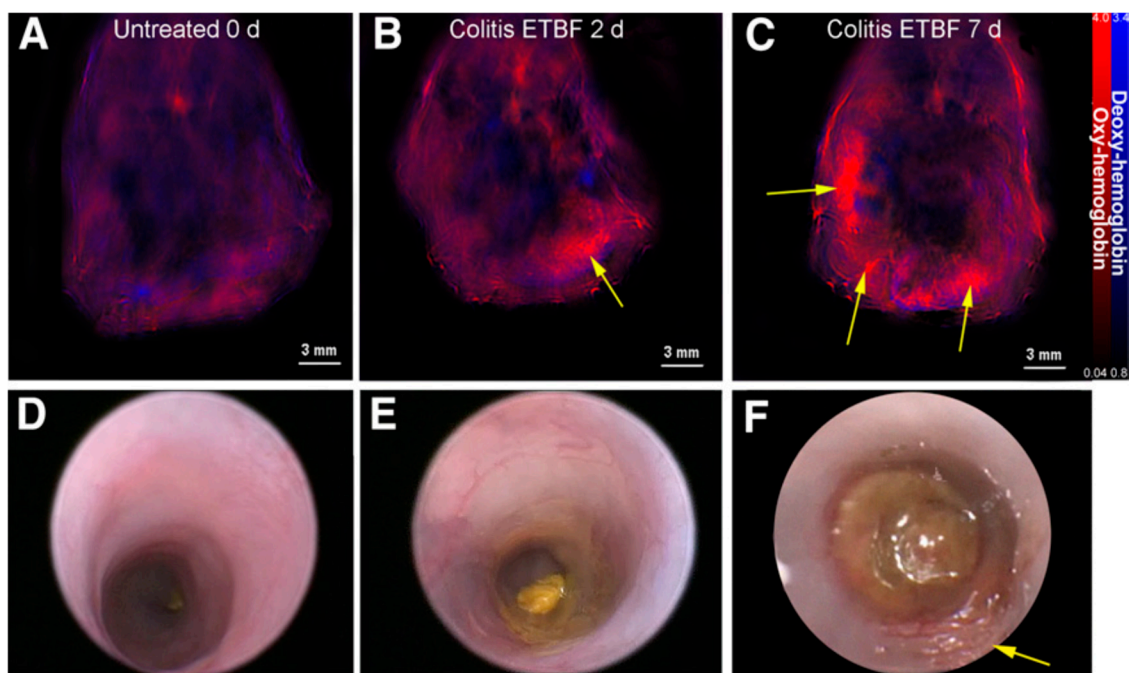 A
Untreated 0 d
3 mm
B
Colitis ETBF 2 d
3 mm
C
Colitis ETBF 7 d
3 mm
4.0 3.4
Oxy-hemoglobin
Deoxy-hemoglobin
0.04 0.8
D
E
F